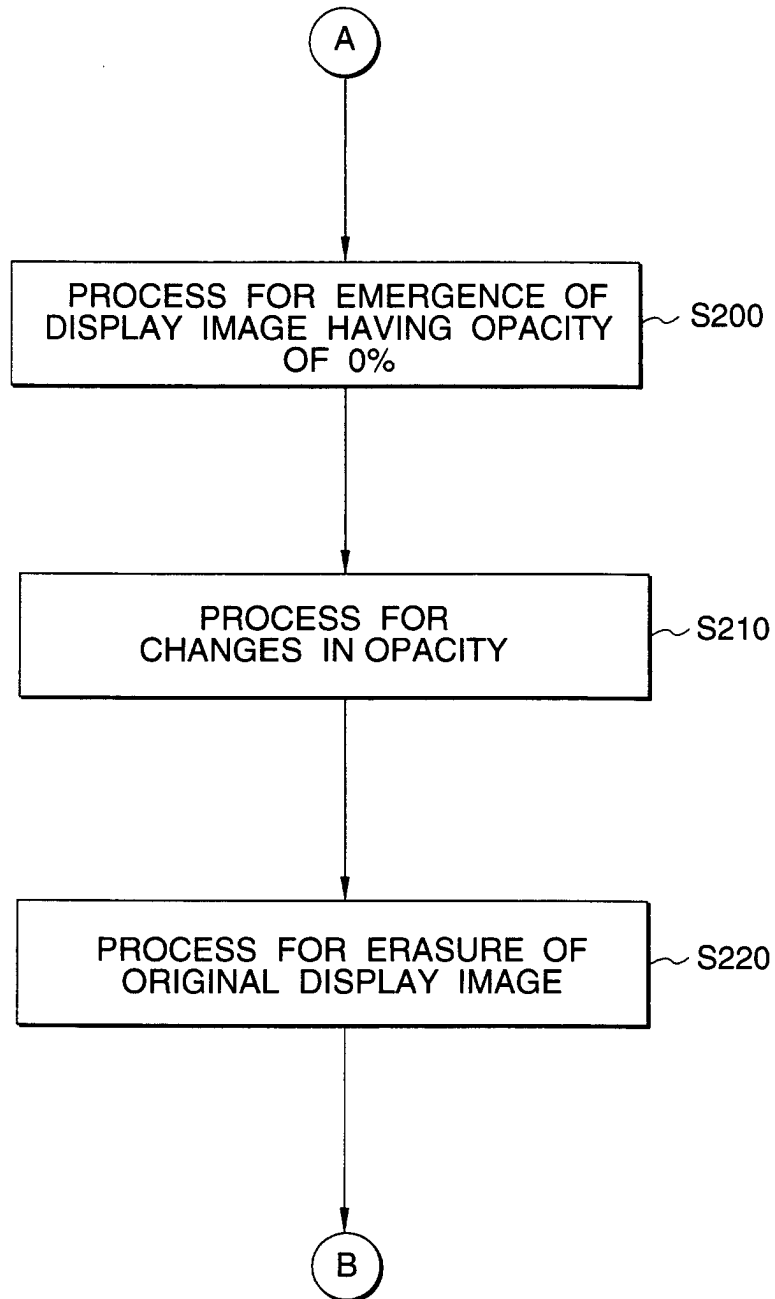 A
PROCESS FOR EMERGENCE OF
DISPLAY IMAGE HAVING OPACITY
OF 0%
S200
PROCESS FOR
CHANGES IN OPACITY
S210
PROCESS FOR ERASURE OF
ORIGINAL DISPLAY IMAGE
S220
B